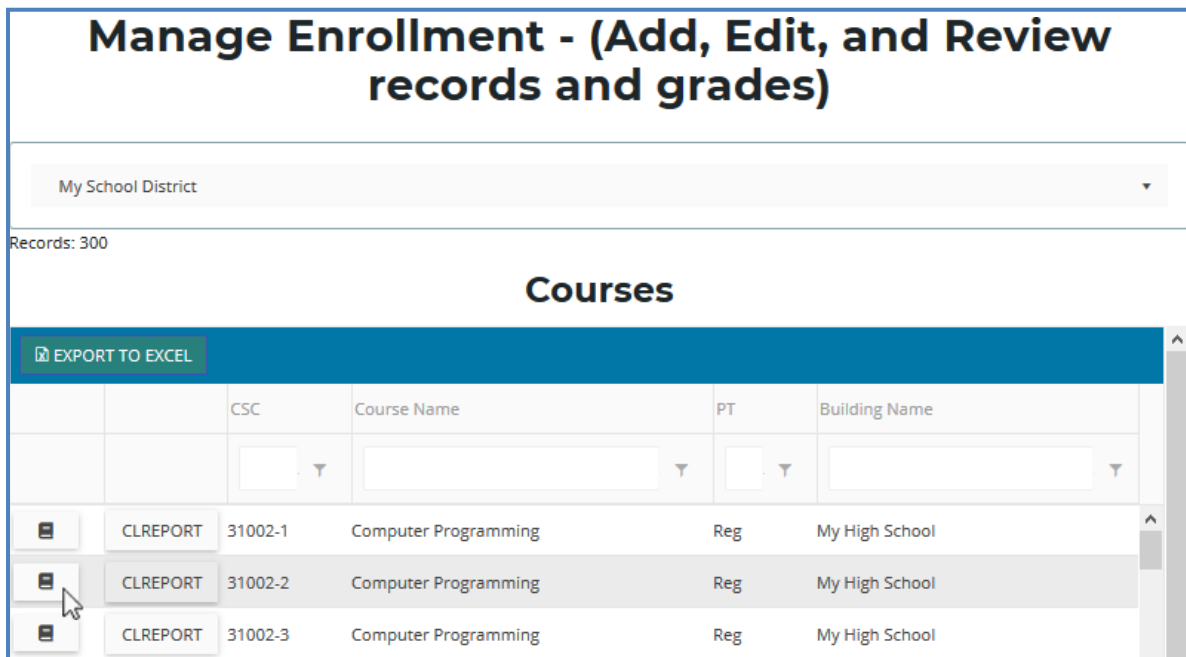 Manage Enrollment - (Add, Edit, and Review
records and grades)
My School District
Records: 300
Courses
EXPORT TO EXCEL
CSC Course Name PT Building Name
CLREPORT 31002-1 Computer Programming Reg My High School
CLREPORT 31002-2 Computer Programming Reg My High School
CLREPORT 31002-3 Computer Programming Reg My High School